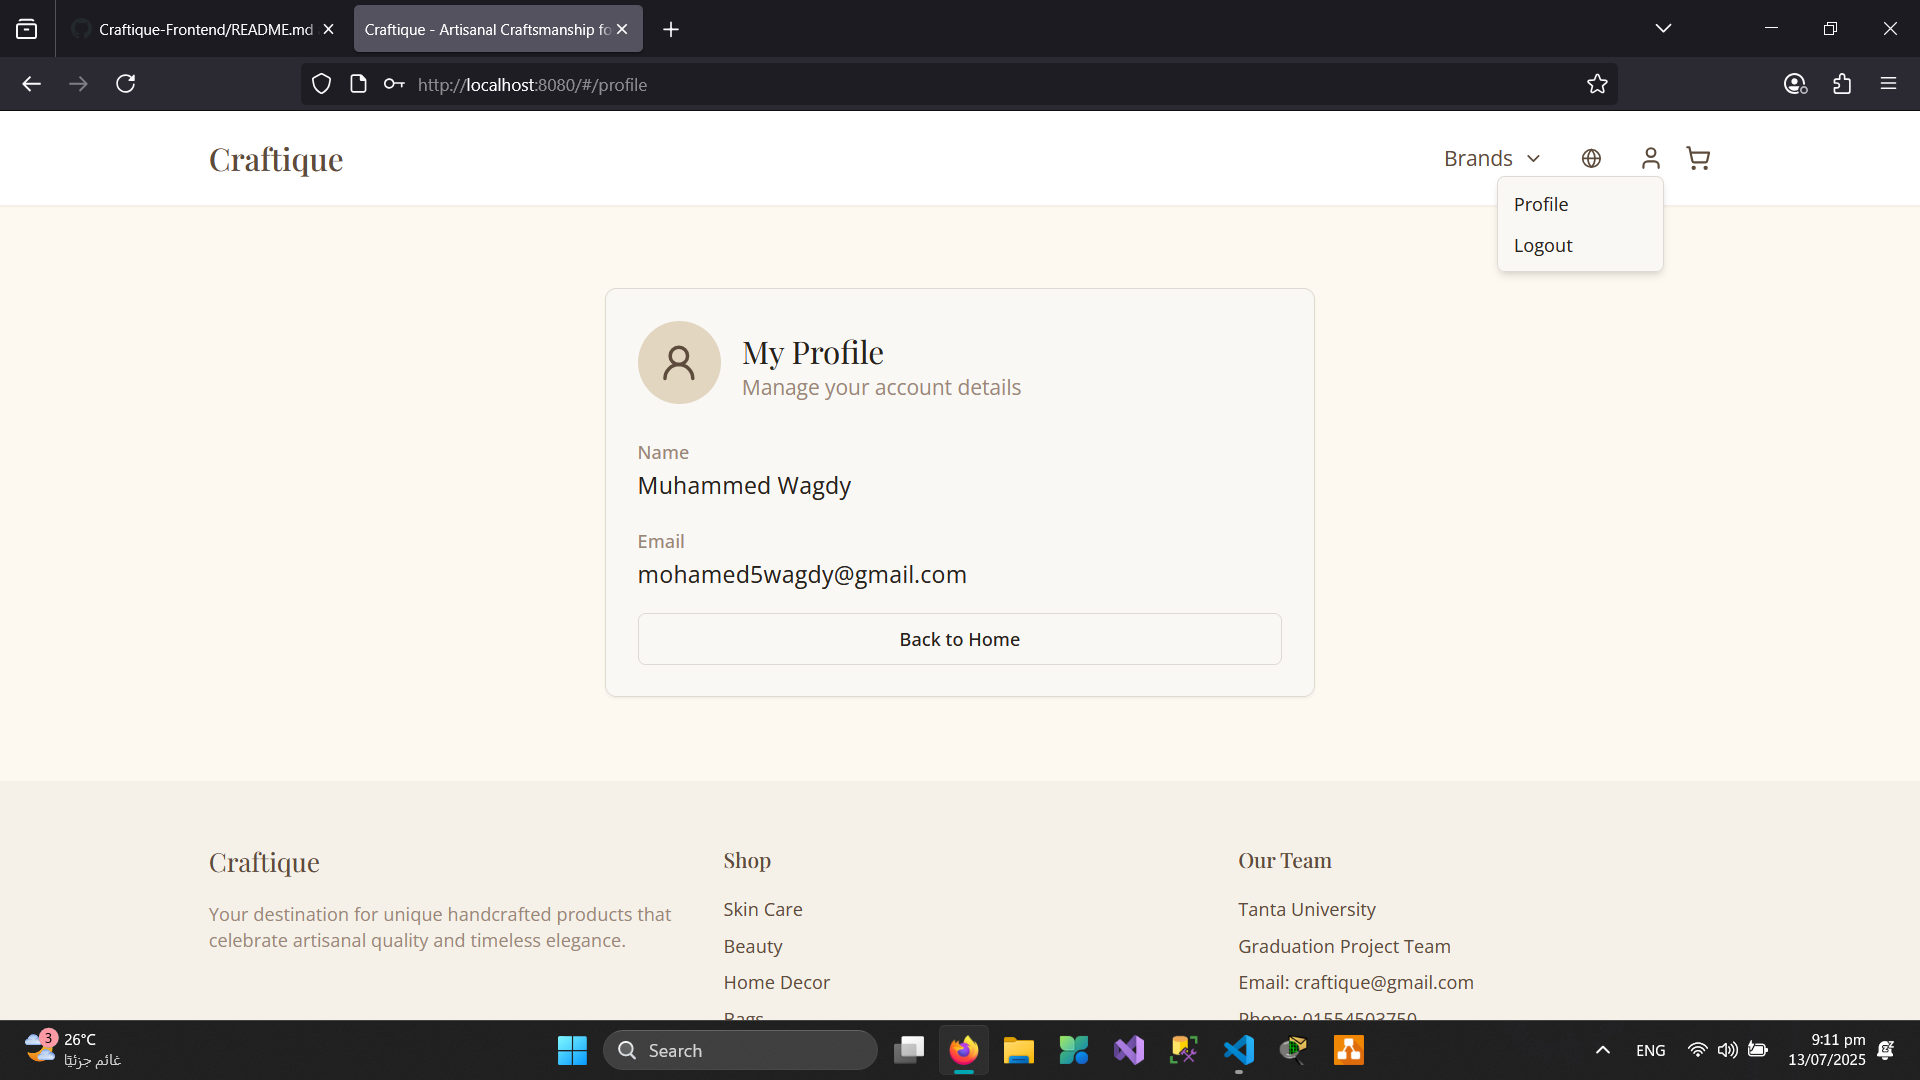 Craftique-Frontend/README.md
Craftique - Artisanal Craftsmanship fo
http://localhost:8080/#/profile
Craftique
Brands
Profile
Logout
My Profile
Manage your account details
Name
Muhammed Wagdy
Email
mohamed5wagdy@gmail.com
Back to Home
Craftique
Your destination for unique handcrafted products that
celebrate artisanal quality and timeless elegance.
Shop
Skin Care
Beauty
Home Decor
Bags
Our Team
Tanta University
Graduation Project Team
Email: craftique@gmail.com
Phone: 01554503750
3
26°C
غائم جزئيًا
Search
ENG
9:11 pm
13/07/2025